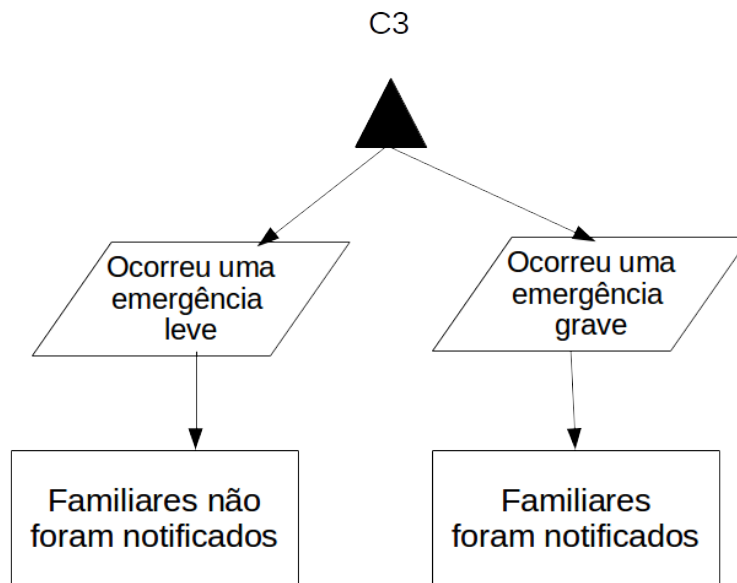 C3
Ocorreu uma
emergência
leve
Ocorreu uma
emergência
grave
Familiares não
foram notificados
Familiares
foram notificados